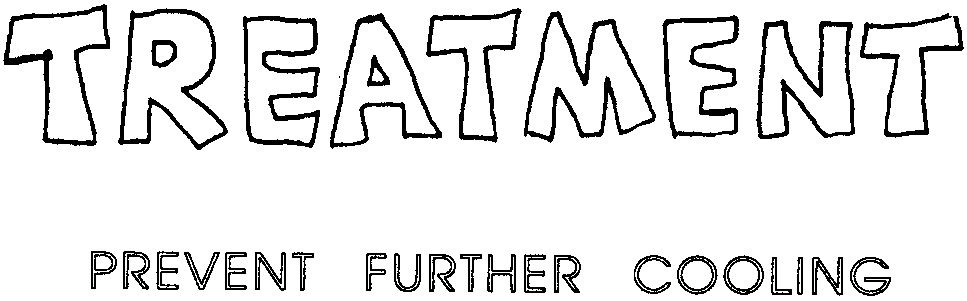 TREATMENT
PREVENT FURTHER COOLING